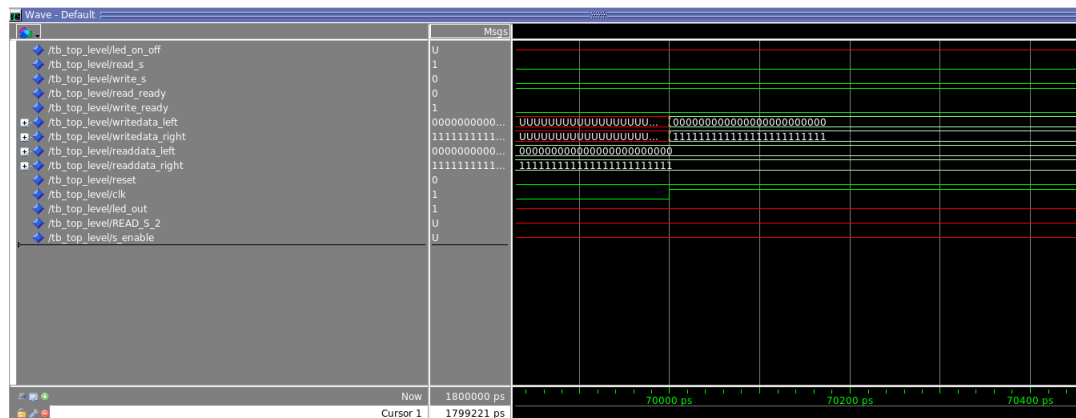 Wave - Default
Msgs
/tb_top_level/led_on_off U
/tb_top_level/read_s 1
/tb_top_level/write_s 0
/tb_top_level/read_ready 0
/tb_top_level/write_ready 1
/tb_top_level/writedata_left 0000000000... UUUUUUUUUUUUUUUUUU... 000000000000000000000000
/tb_top_level/writedata_right 1111111111... UUUUUUUUUUUUUUUUUU... 111111111111111111111111
/tb_top_level/readdata_left 0000000000... 000000000000000000000000
/tb_top_level/readdata_right 1111111111... 111111111111111111111111
/tb_top_level/reset 0
/tb_top_level/clk 1
/tb_top_level/led_out 1
/tb_top_level/READ_S_2 U
/tb_top_level/s_enable U
Now 1800000 ps 70000 ps 70200 ps 70400 ps
Cursor 1 1799221 ps